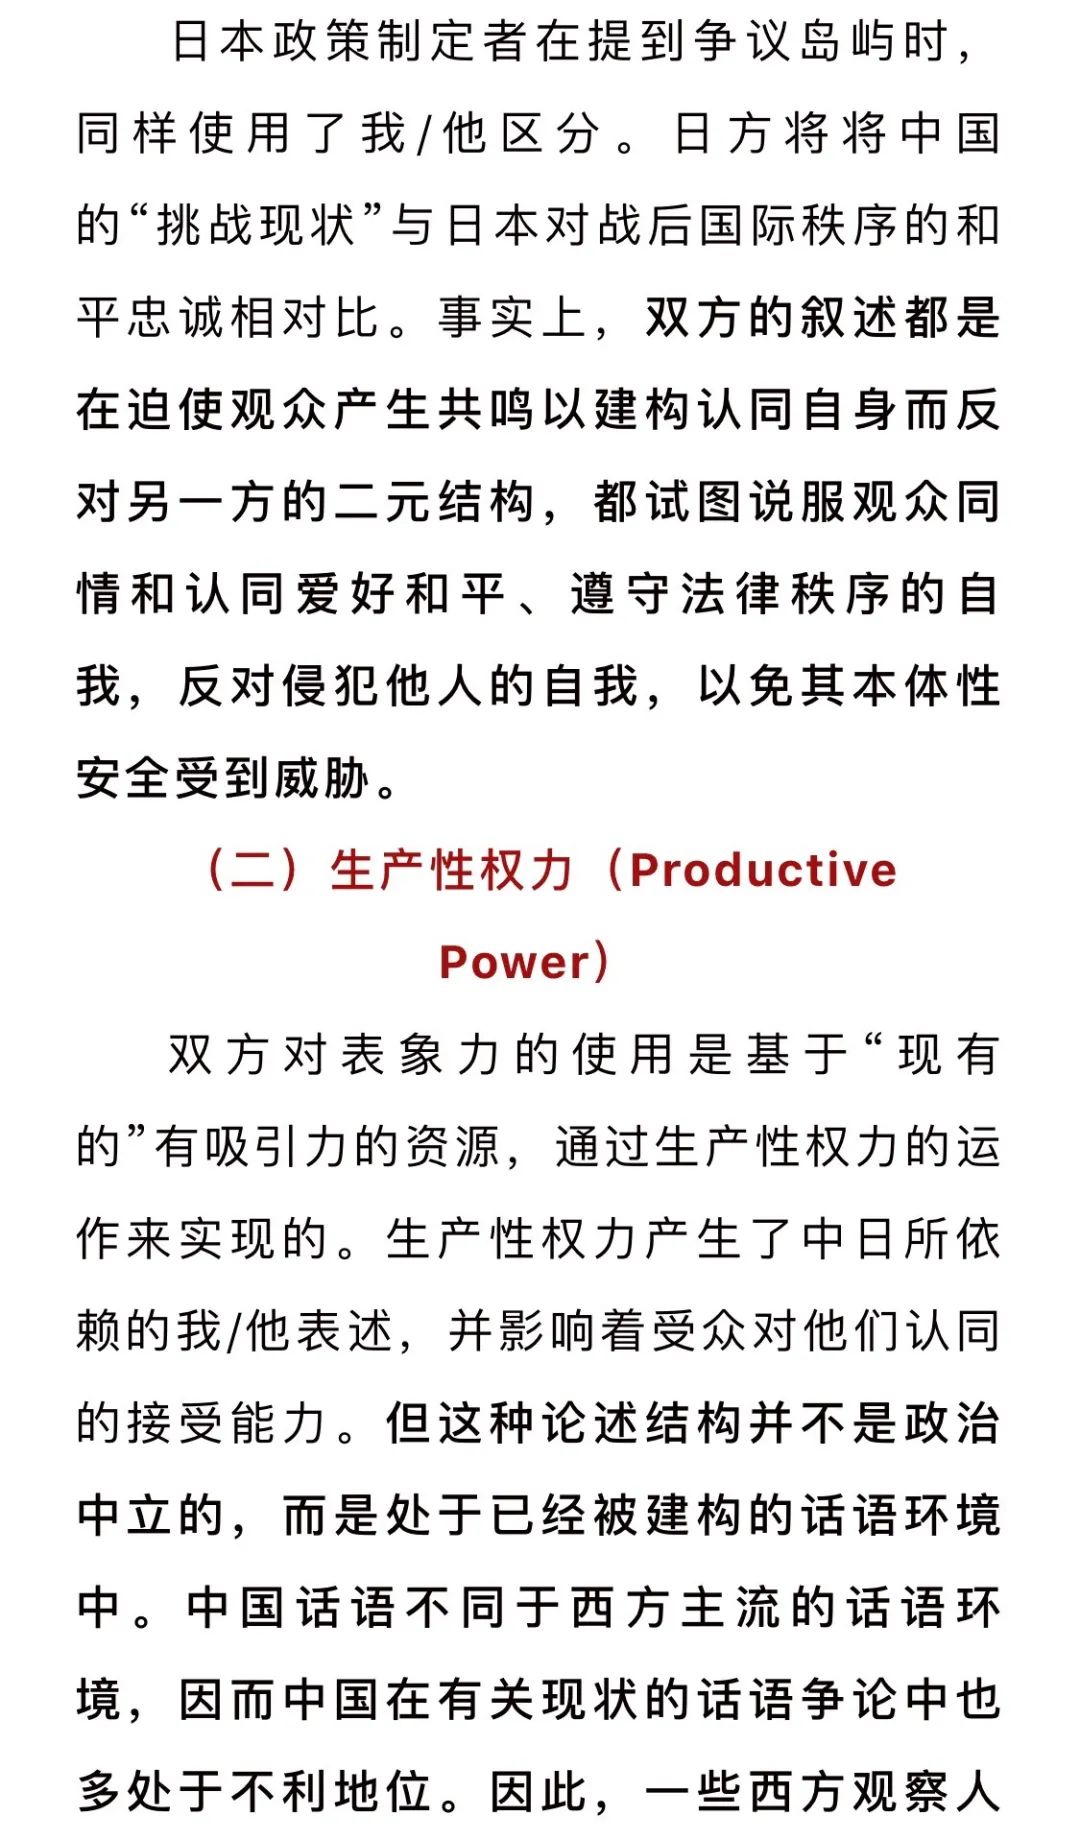 日本政策制定者在提到争议岛屿时，
同样使用了我/他区分。日方将将中国
的“挑战现状”与日本对战后国际秩序的和
平忠诚相对比。事实上，双方的叙述都是
在迫使观众产生共鸣以建构认同自身而反
对另一方的二元结构，都试图说服观众同
情和认同爱好和平、遵守法律秩序的自
我，反对侵犯他人的自我，以免其本体性
安全受到威胁。
（二）生产性权力（Productive
Power）
双方对表象力的使用是基于“现有
的”有吸引力的资源，通过生产性权力的运
作来实现的。生产性权力产生了中日所依
赖的我/他表述，并影响着受众对他们认同
的接受能力。但这种论述结构并不是政治
中立的，而是处于已经被建构的话语环境
中。中国话语不同于西方主流的话语环
境，因而中国在有关现状的话语争论中也
多处于不利地位。因此，一些西方观察人